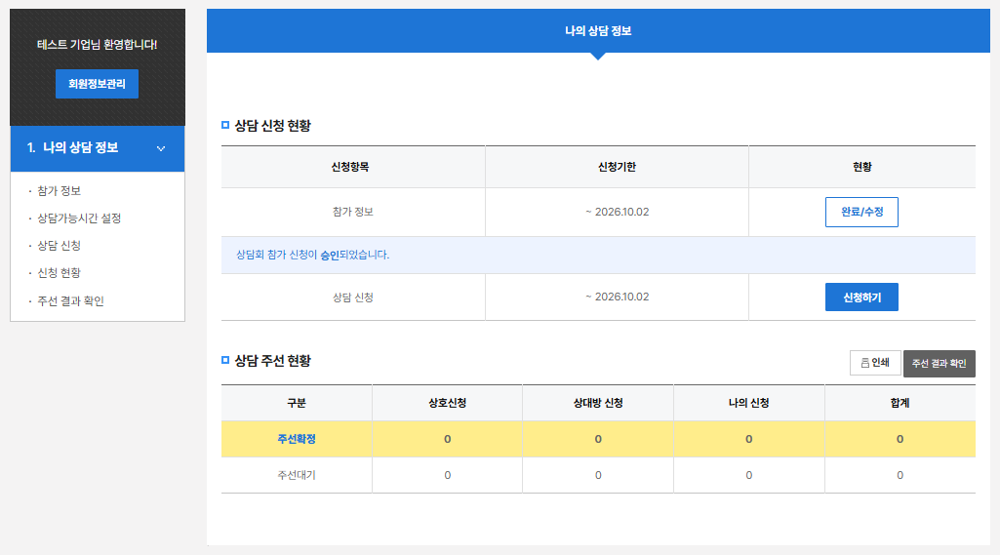 테스트 기업님 환영합니다!
회원정보관리
1. 나의 상담 정보
· 참가 정보
· 상담가능시간 설정
· 상담 신청
· 신청 현황
· 주선 결과 확인
나의 상담 정보
상담 신청 현황
신청항목 신청기한 현황
참가 정보 ~ 2026.10.02 완료/수정
상담회 참가 신청이 승인되었습니다.
상담 신청 ~ 2026.10.02 신청하기
상담 주선 현황
인쇄 주선 결과 확인
구분 상호신청 상대방 신청 나의 신청 합계
주선확정 0 0 0 0
주선대기 0 0 0 0